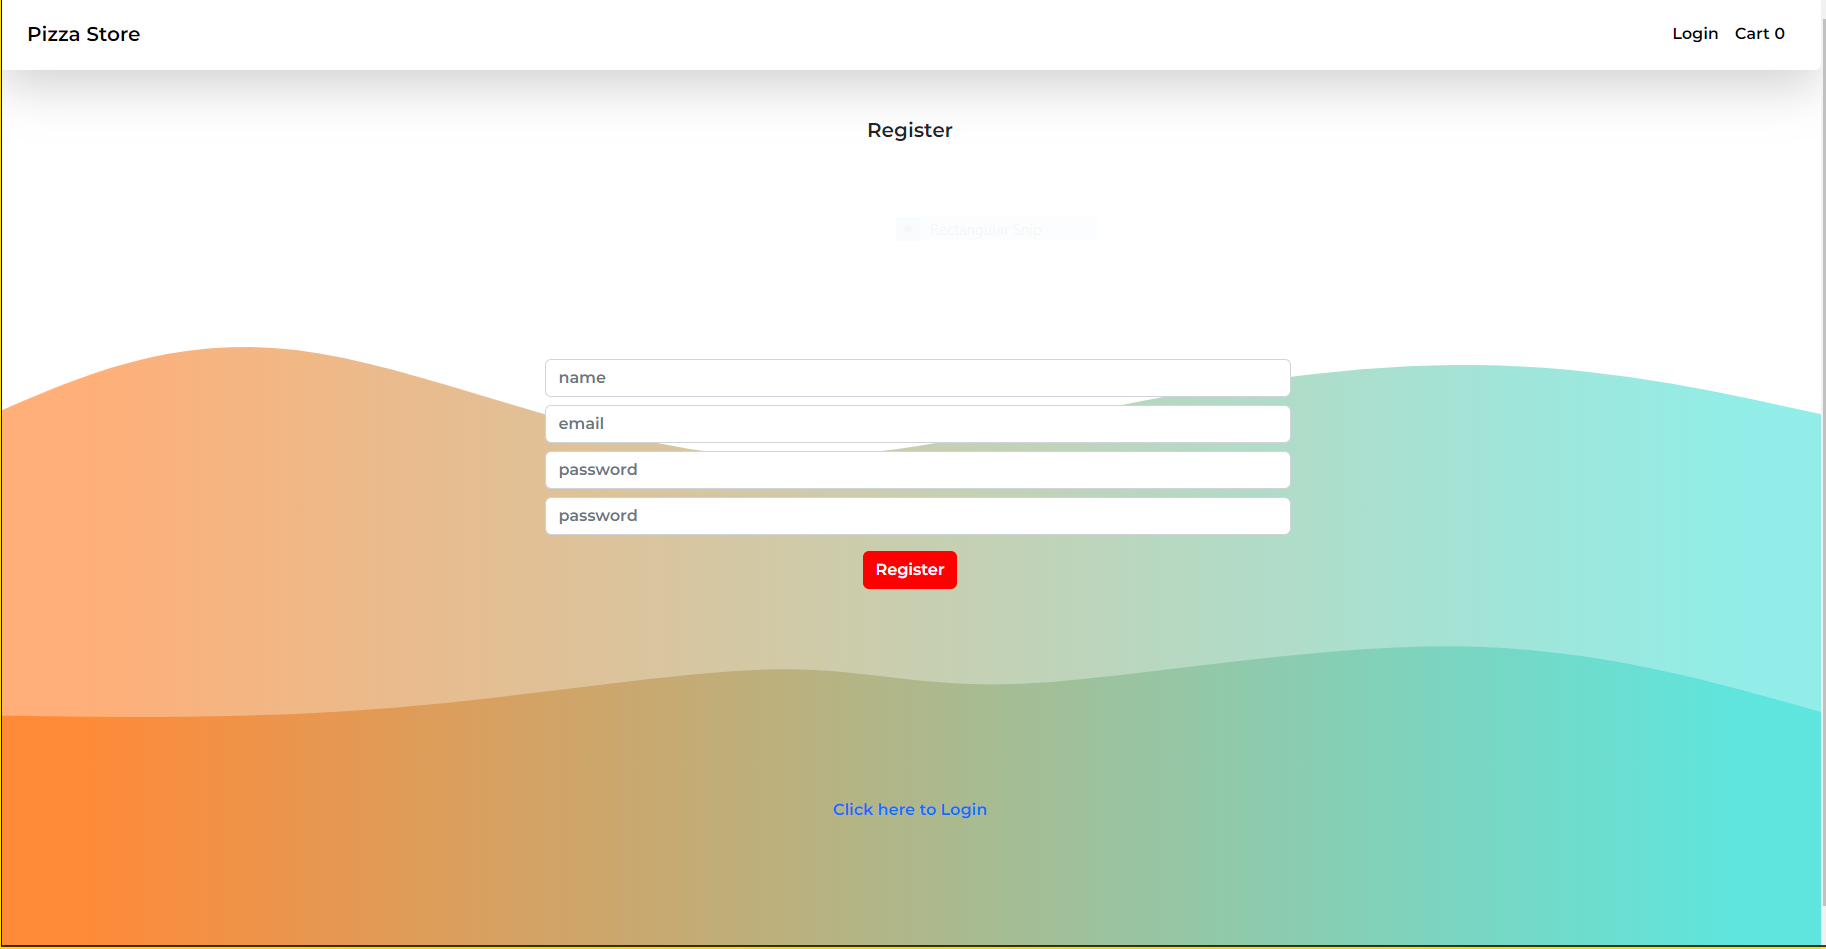 Pizza Store
Login Cart 0
Register
Rectangular Snip
name
email
password
password
Register
Click here to Login